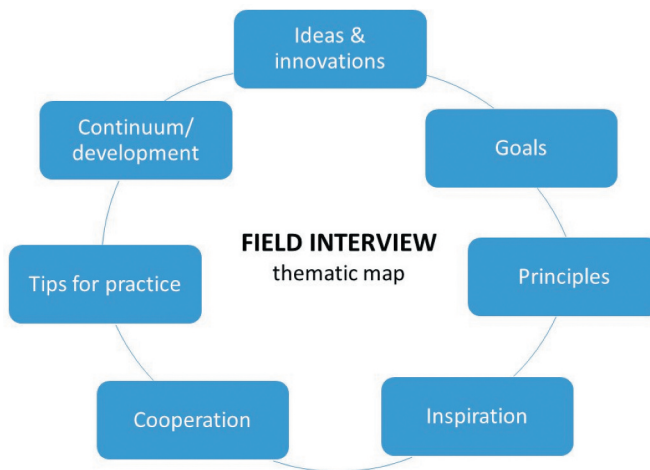 Ideas &
innovations
Goals
Principles
Inspiration
Cooperation
Tips for practice
Continuum/
development
FIELD INTERVIEW
thematic map